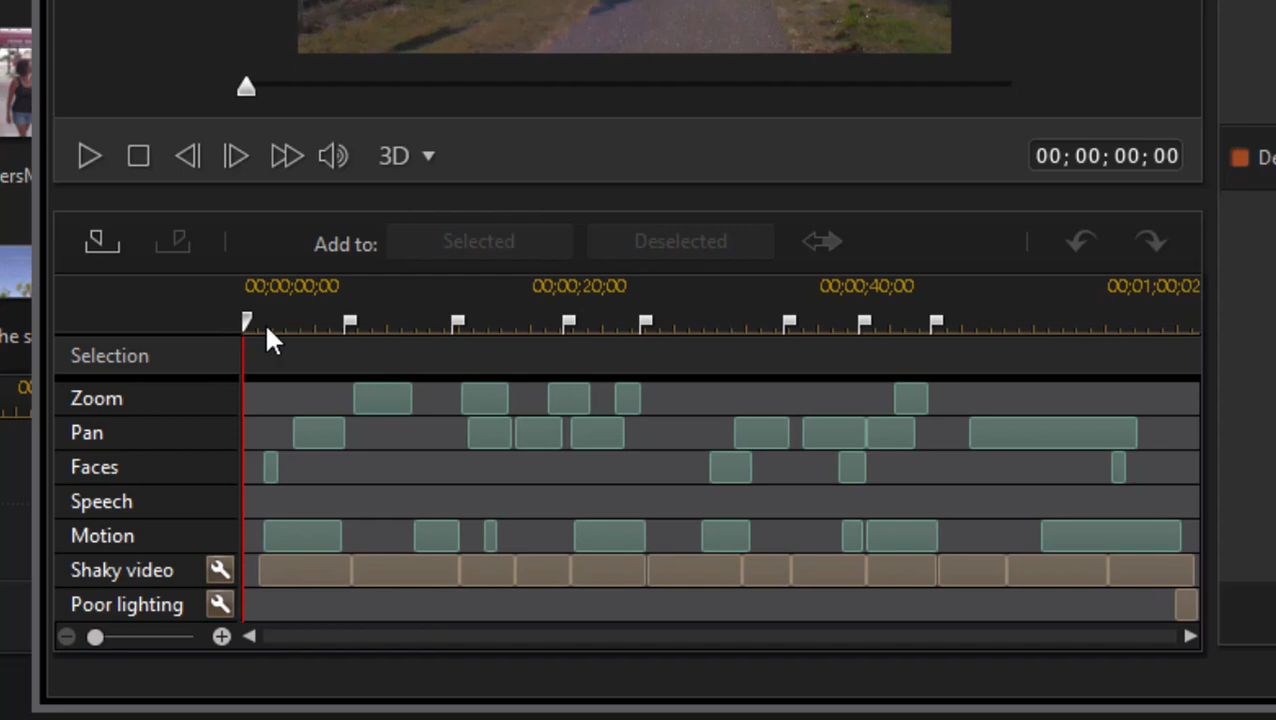 3D
00;00;00;00
ersM
De
Add to:
Selected
Deselected
00;00;00;00
00;00;20;00
00;00;40;00
00;01;00;02
he s
Selection
Zoom
Pan
Faces
Speech
Motion
Shaky video
Poor lighting